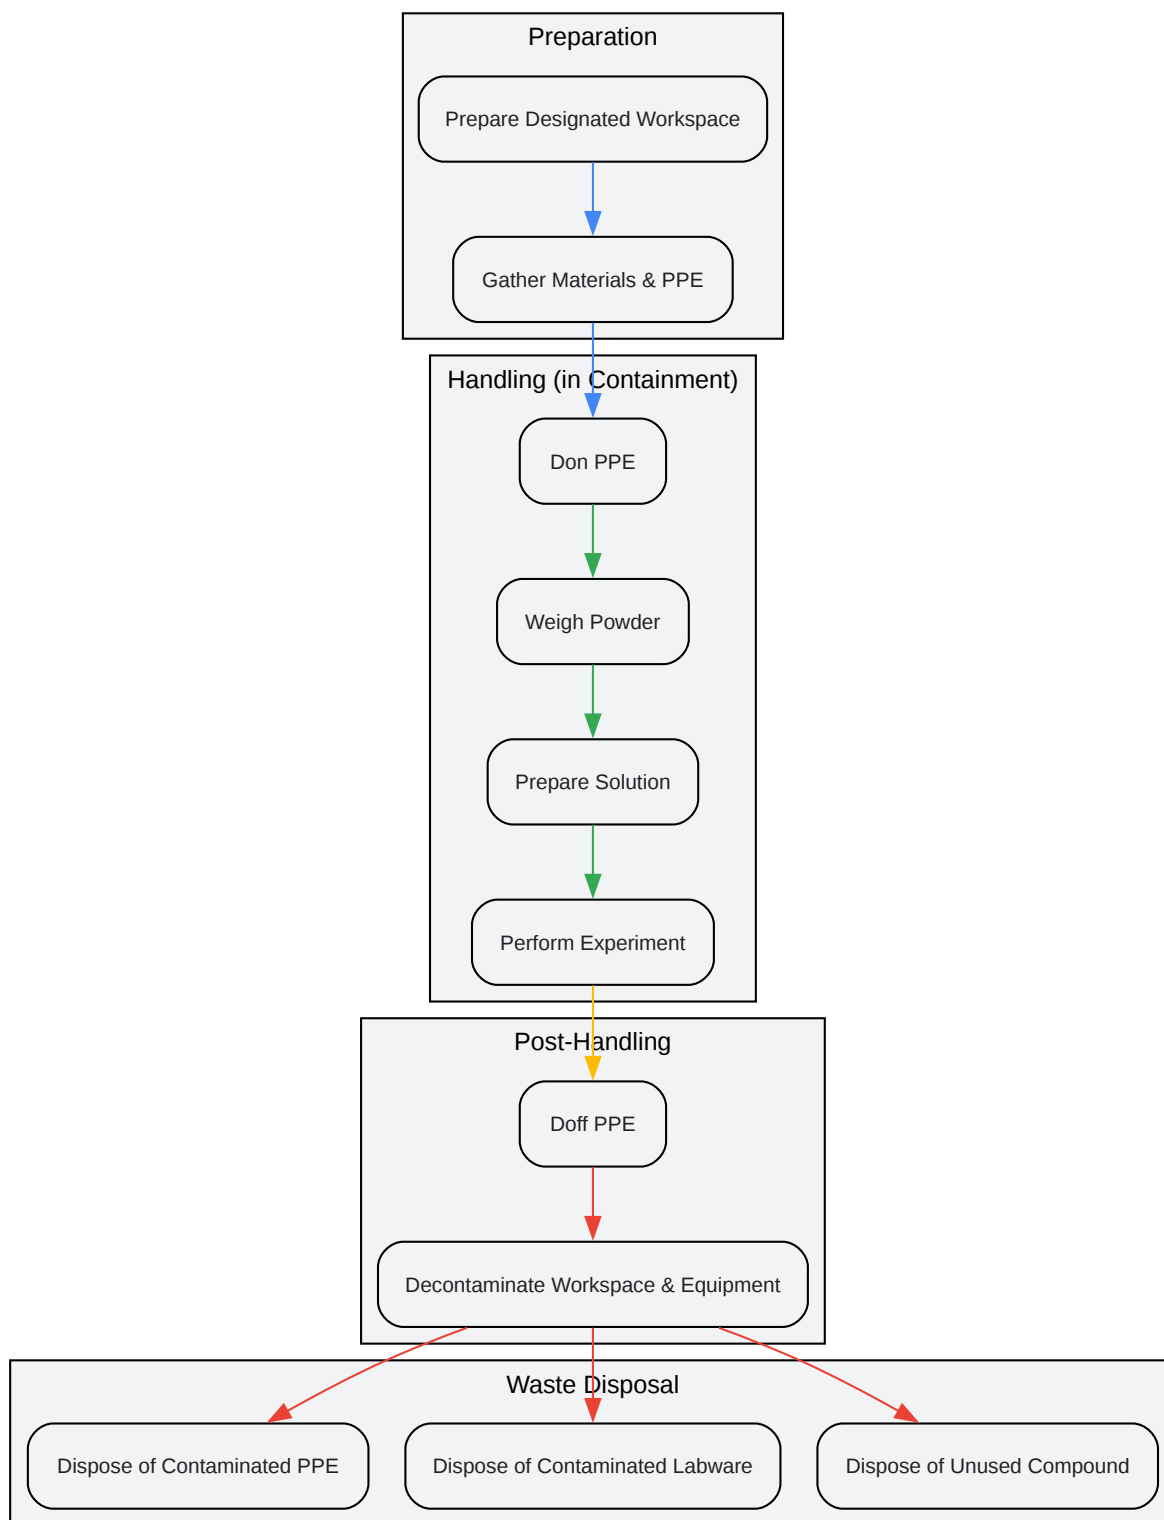 Preparation
Prepare Designated Workspace
Gather Materials & PPE
Handling (in Containment)
Don PPE
Weigh Powder
Prepare Solution
Perform Experiment
Post-Handling
Doff PPE
Decontaminate Workspace & Equipment
Waste Disposal
Dispose of Contaminated PPE
Dispose of Contaminated Labware
Dispose of Unused Compound